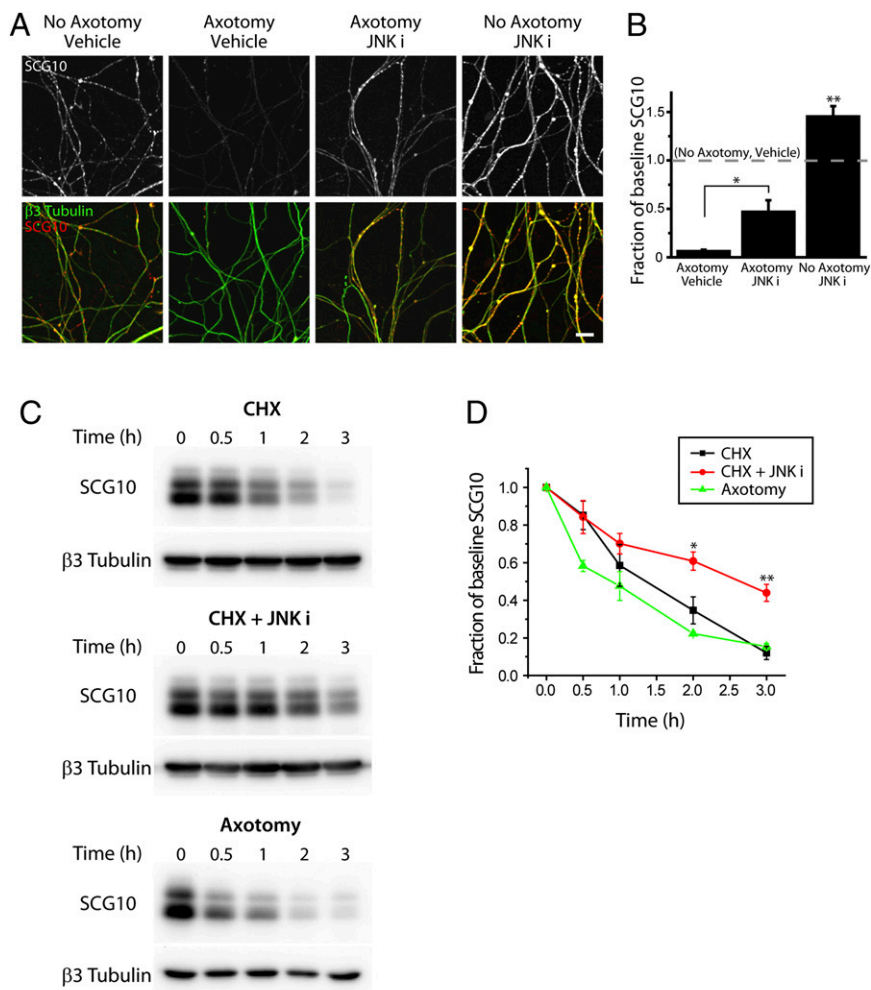 A
No Axotomy Vehicle
Axotomy Vehicle
Axotomy JNK i
No Axotomy JNK i
SCG10
β3 Tubulin
SCG10
B
Fraction of baseline SCG10
1.5
1.0
0.5
0
(No Axotomy, Vehicle)
*
**
Axotomy Vehicle
Axotomy JNK i
No Axotomy JNK i
C
CHX
Time (h) 0 0.5 1 2 3
SCG10
β3 Tubulin
CHX + JNK i
Time (h) 0 0.5 1 2 3
SCG10
β3 Tubulin
Axotomy
Time (h) 0 0.5 1 2 3
SCG10
β3 Tubulin
D
CHX
CHX + JNK i
Axotomy
Fraction of baseline SCG10
1.0
0.8
0.6
0.4
0.2
0.0
*
**
0.0 0.5 1.0 1.5 2.0 2.5 3.0
Time (h)